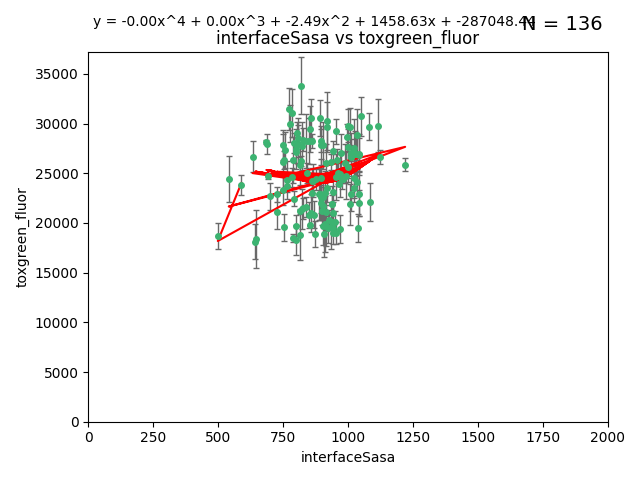 y = -0.00x^4 + 0.00x^3 + -2.49x^2 + 1458.63x + -287048.44
N = 136
interfaceSasa vs toxgreen_fluor
35000
30000
25000
20000
15000
10000
5000
0
toxgreen_fluor
0 250 500 750 1000 1250 1500 1750 2000
interfaceSasa